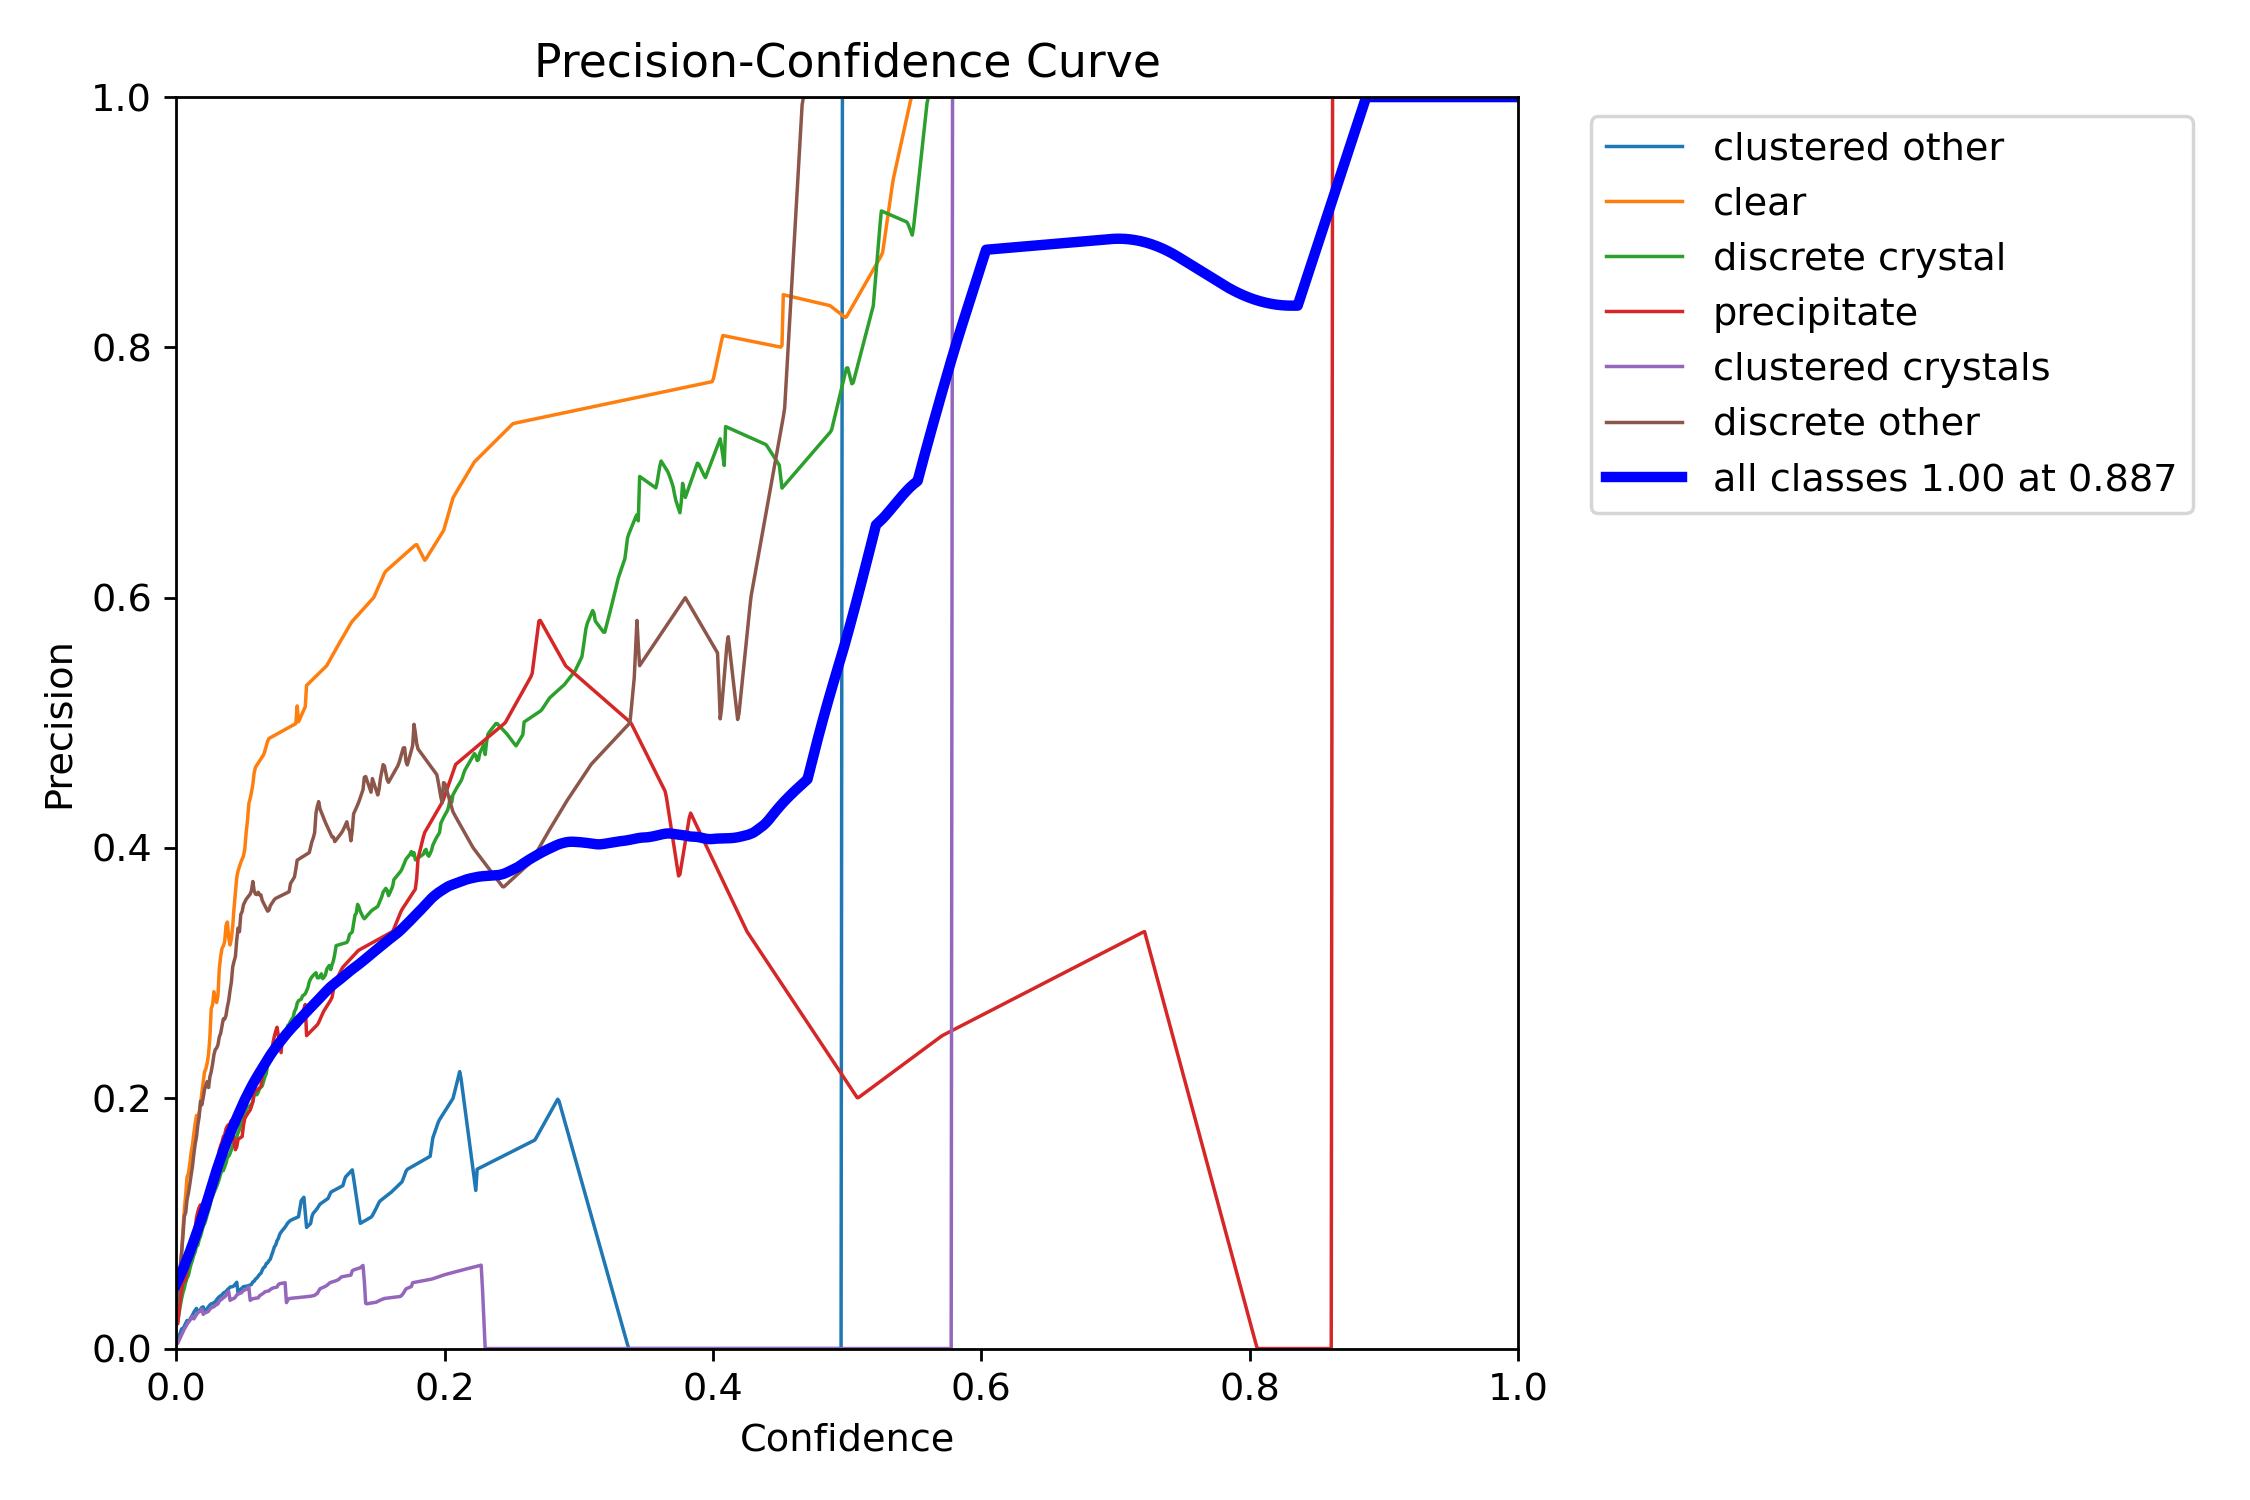 Precision-Confidence Curve
1.0
0.8
0.6
0.4
0.2
0.0
Precision
0.0 0.2 0.4 0.6 0.8 1.0
Confidence
clustered other
clear
discrete crystal
precipitate
clustered crystals
discrete other
all classes 1.00 at 0.887